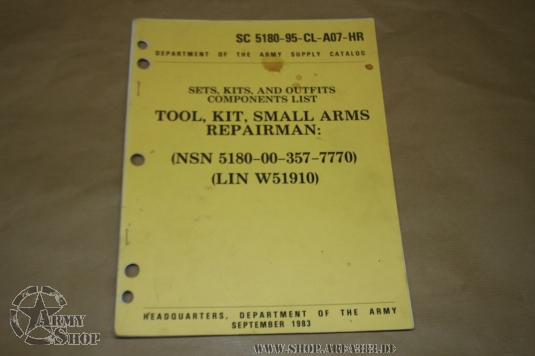 SC 5180-95-CL-A07-HR
DEPARTMENT OF THE ARMY SUPPLY CATALOG
SETS, KITS, AND OUTFITS
COMPONENTS LIST
TOOL, KIT, SMALL ARMS
REPAIRMAN:
(NSN 5180-00-357-7770)
(LIN W51910)
HEADQUARTERS, DEPARTMENT OF THE ARMY
SEPTEMBER 1983
ARMY
SHOP